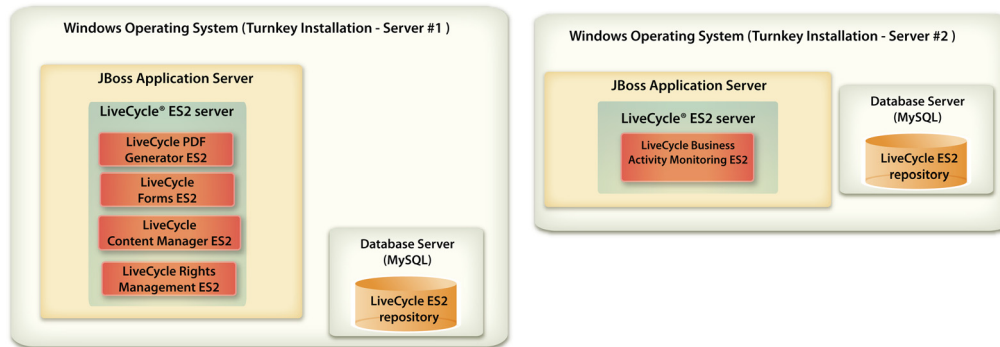 Windows Operating System (Turnkey Installation - Server #1 )
JBoss Application Server
LiveCycle® ES2 server
LiveCycle PDF
Generator ES2
LiveCycle
Forms ES2
LiveCycle
Content Manager ES2
LiveCycle Rights
Management ES2
Database Server
(MySQL)
LiveCycle ES2
repository
Windows Operating System (Turnkey Installation - Server #2 )
JBoss Application Server
LiveCycle® ES2 server
LiveCycle Business
Activity Monitoring ES2
Database Server
(MySQL)
LiveCycle ES2
repository